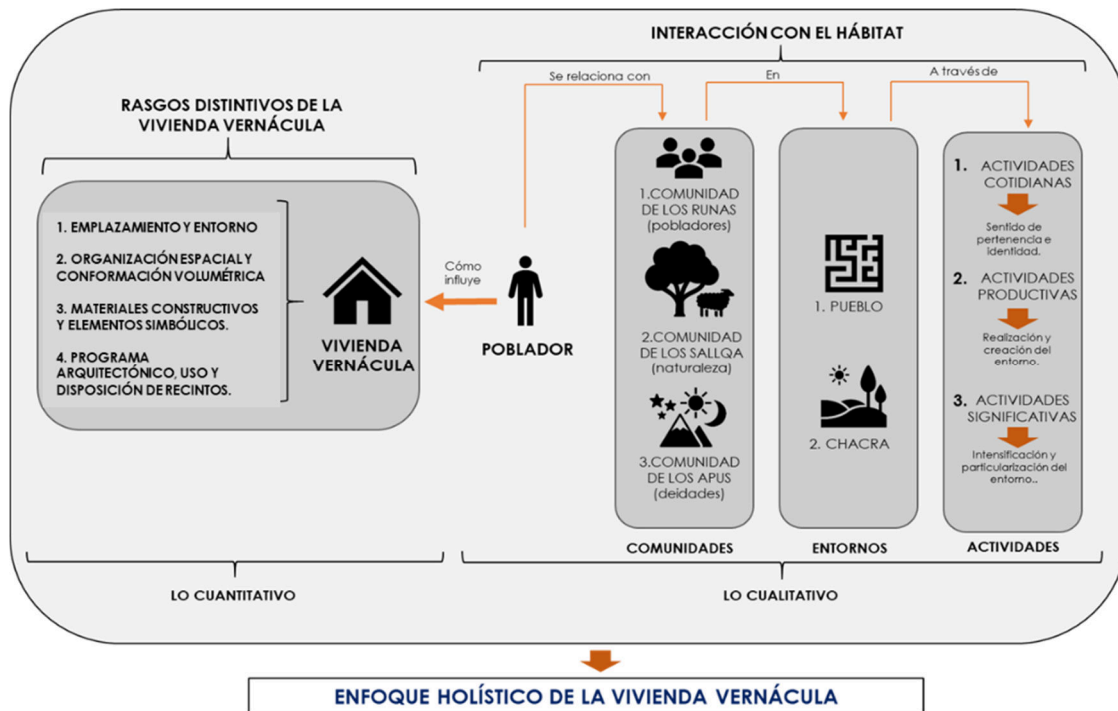 INTERACCIÓN CON EL HÁBITAT
Se relaciona con
En
A través de
RASGOS DISTINTIVOS DE LA
VIVIENDA VERNÁCULA
1. EMPLAZAMIENTO Y ENTORNO
2. ORGANIZACIÓN ESPACIAL Y
CONFORMACIÓN VOLUMÉTRICA
3. MATERIALES CONSTRUCTIVOS
Y ELEMENTOS SIMBÓLICOS.
4. PROGRAMA
ARQUITECTÓNICO, USO Y
DISPOSICIÓN DE RECINTOS.
VIVIENDA
VERNÁCULA
Cómo
influye
POBLADOR
1.COMUNIDAD
DE LOS RUNAS
(pobladores)
2.COMUNIDAD
DE LOS SALLQA
(naturaleza)
3.COMUNIDAD
DE LOS APUS
(deidades)
1. PUEBLO
2. CHACRA
1. ACTIVIDADES
COTIDIANAS
Sentido de
pertenencia e
identidad.
2. ACTIVIDADES
PRODUCTIVAS
Realización y
creación del
entorno.
3. ACTIVIDADES
SIGNIFICATIVAS
Intensificación y
particularización del
entorno..
COMUNIDADES
ENTORNOS
ACTIVIDADES
LO CUANTITATIVO
LO CUALITATIVO
ENFOQUE HOLÍSTICO DE LA VIVIENDA VERNÁCULA